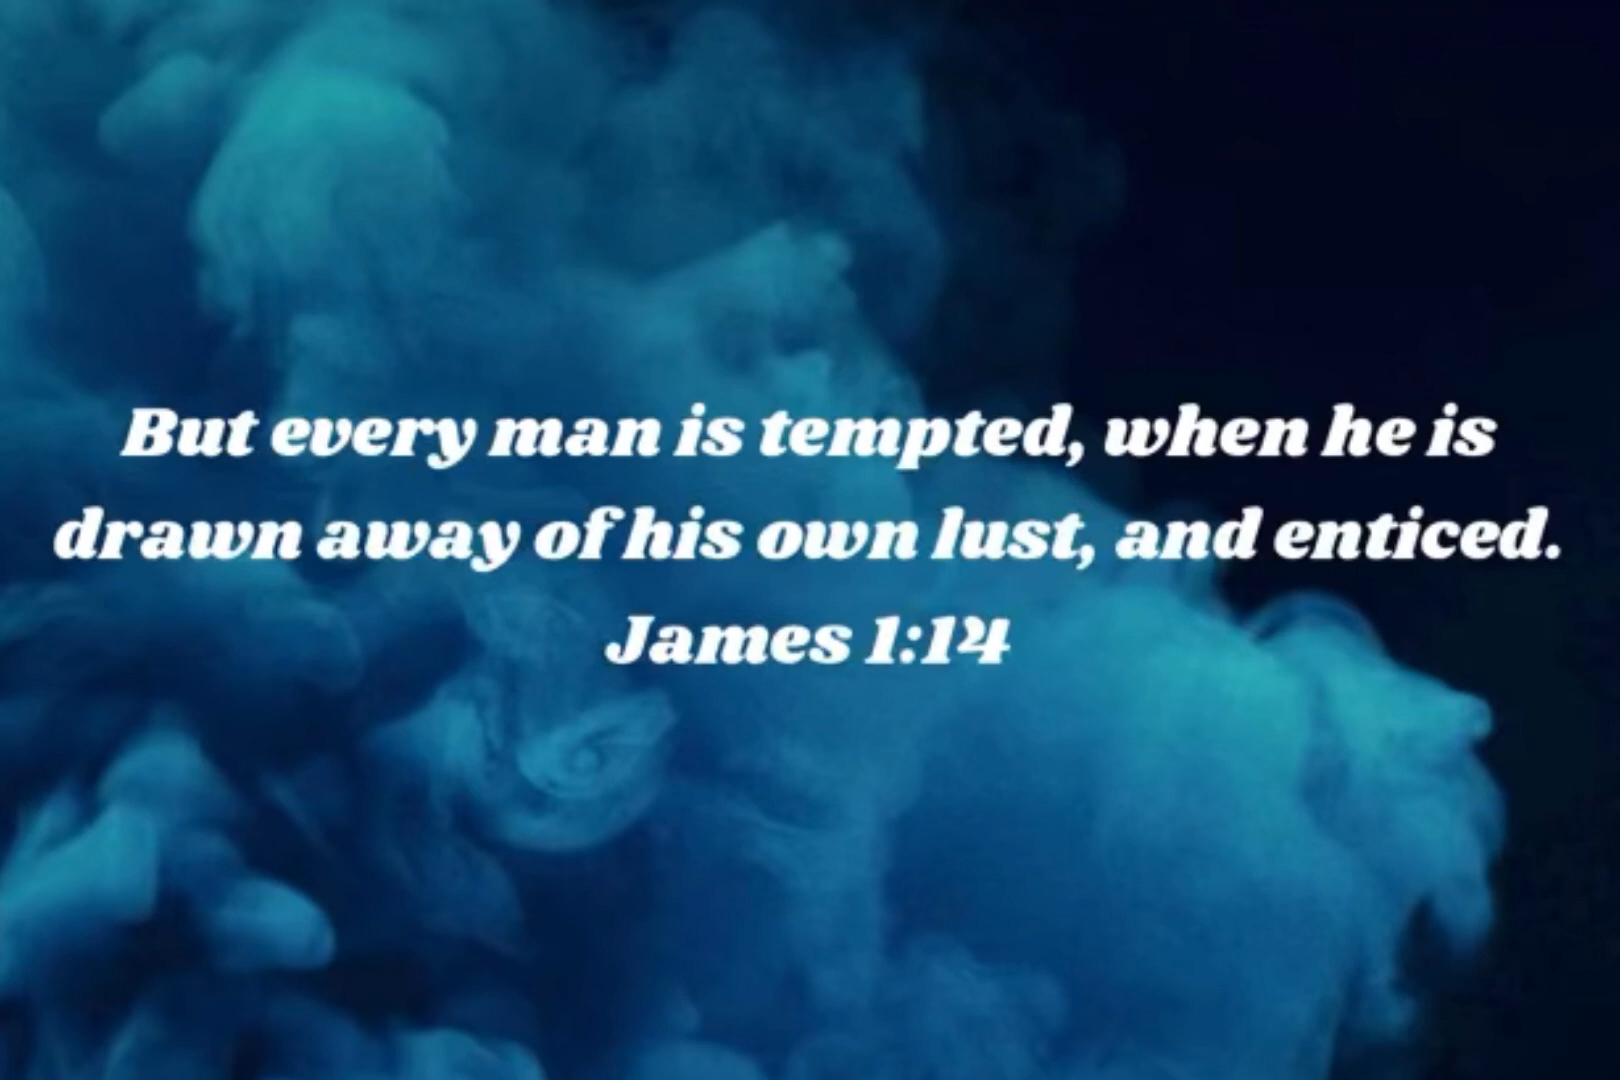 But every man is tempted, when he is
drawn away of his own lust, and enticed.
James 1:14